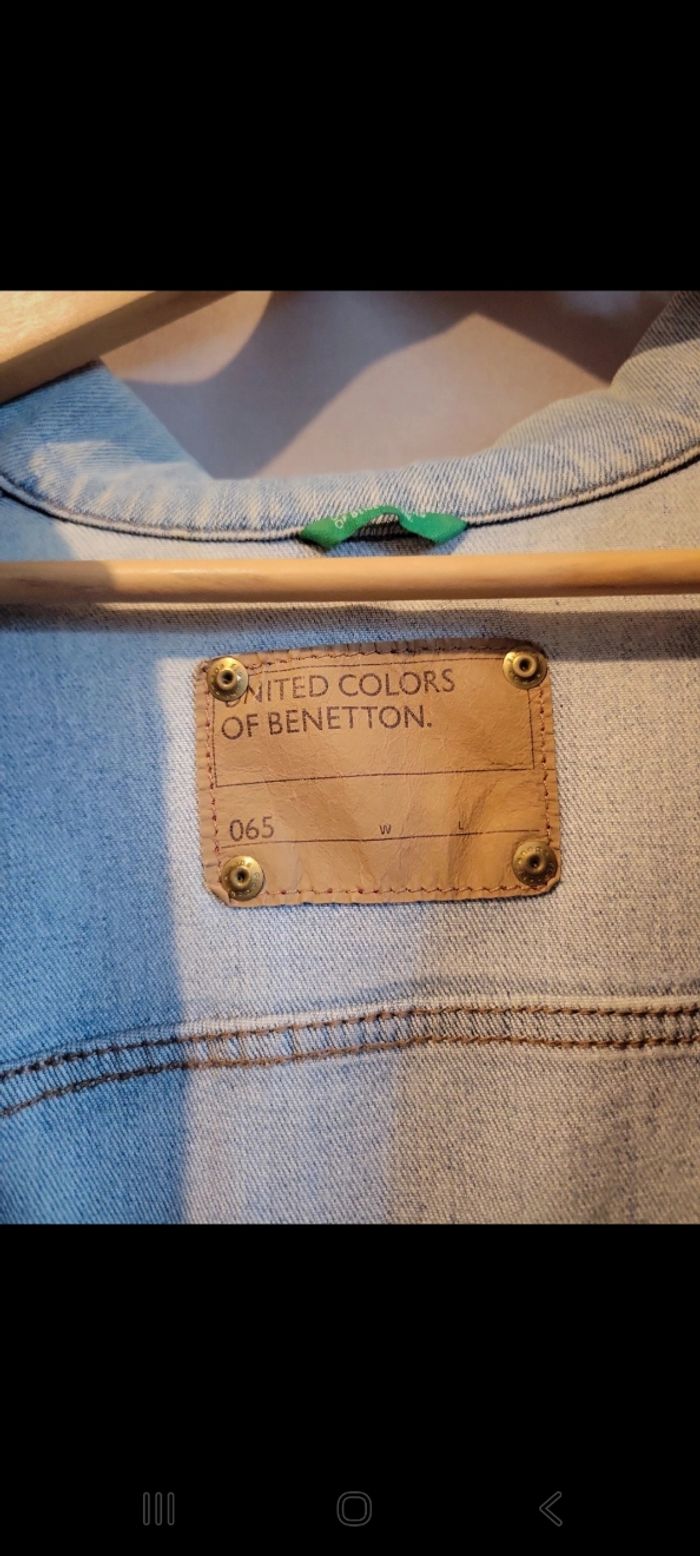 UNITED COLORS
OF BENETTON.
065 W L